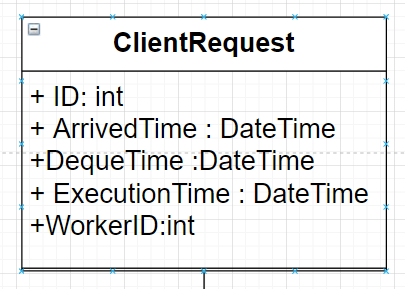 ClientRequest
+ ID: int
+ ArrivedTime : DateTime
+DequeTime :DateTime
+ ExecutionTime : DateTime
+WorkerID:int